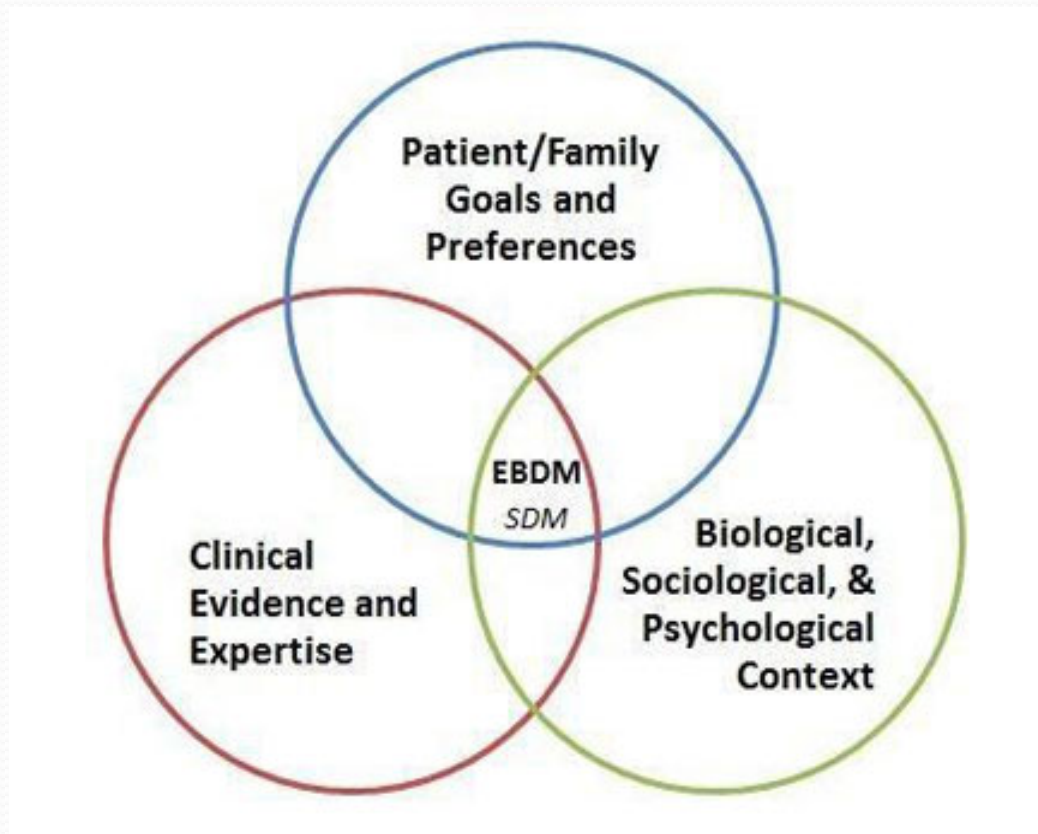 Patient/Family
Goals and
Preferences
EBDM
SDM
Clinical
Evidence and
Expertise
Biological,
Sociological, &
Psychological
Context